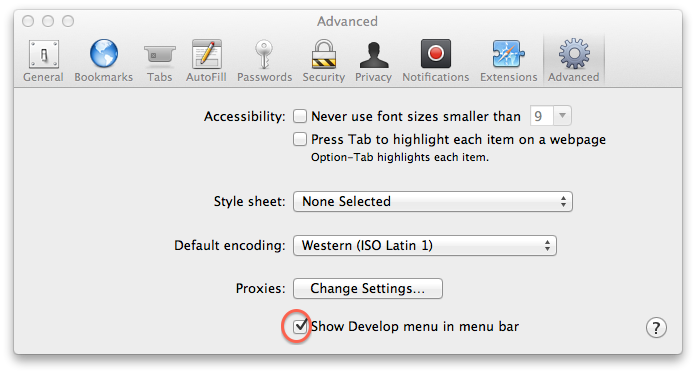 Advanced
General Bookmarks Tabs AutoFill Passwords Security Privacy Notifications Extensions Advanced
Accessibility: Never use font sizes smaller than 9
Press Tab to highlight each item on a webpage
Option-Tab highlights each item.
Style sheet: None Selected
Default encoding: Western (ISO Latin 1)
Proxies: Change Settings...
Show Develop menu in menu bar ?